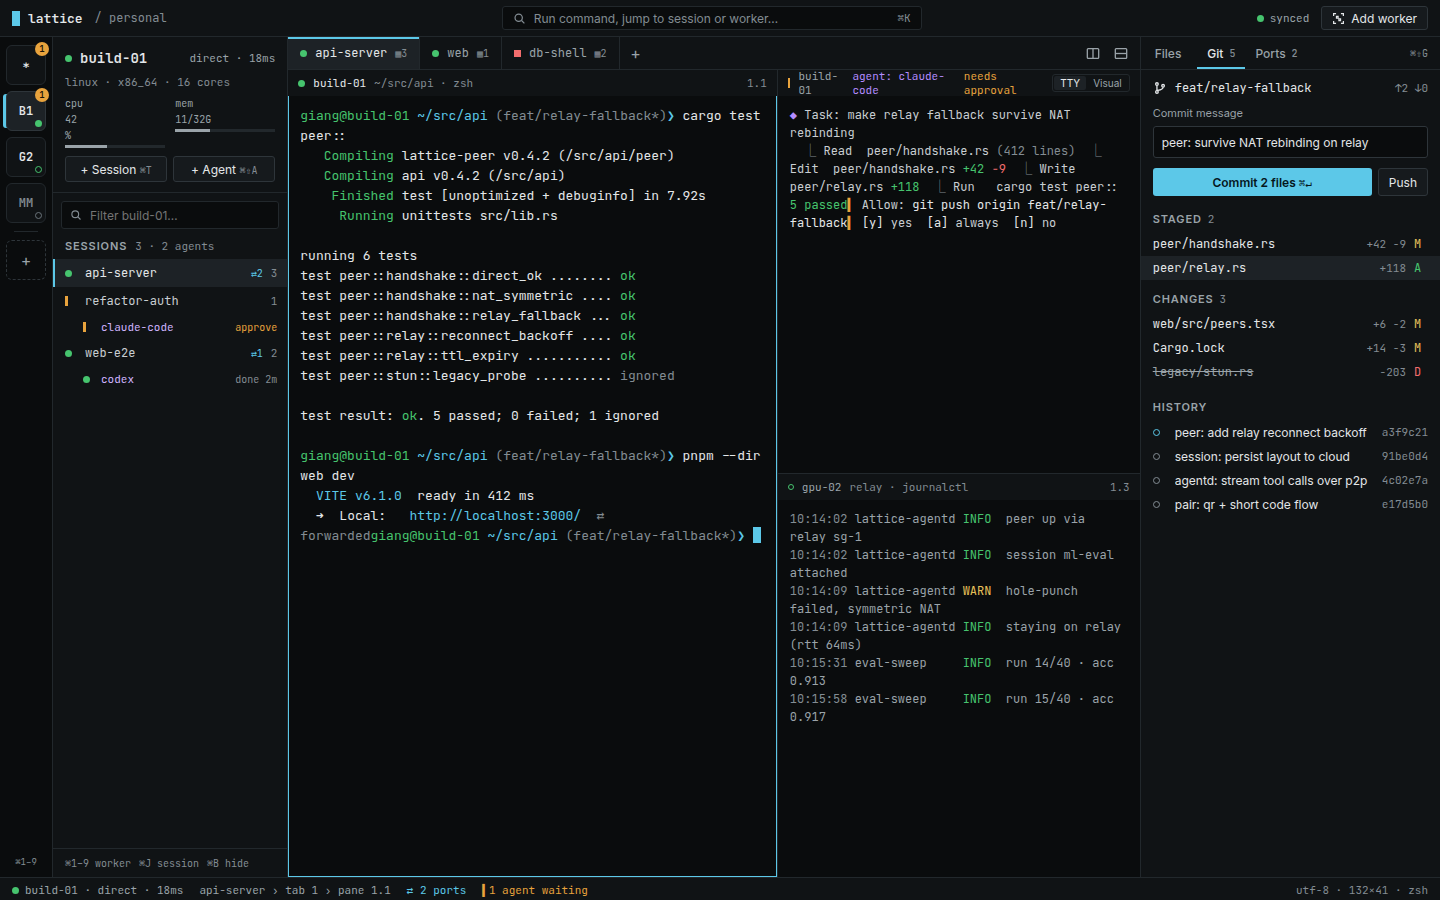 lattice / personal
Run command, jump to session or worker... ⌘K
synced
Add worker
* 1
B1 1
G2
MM
+
⌘1-9
build-01 direct · 18ms
linux · x86_64 · 16 cores
cpu mem
42 11/32G
%
+ Session ⌘T + Agent ⌘⇧A
Filter build-01...
SESSIONS 3 · 2 agents
api-server ⇄2 3
refactor-auth 1
claude-code approve
web-e2e ⇄1 2
codex done 2m
⌘1-9 worker ⌘J session ⌘B hide
api-server ▦3 web ▦1 db-shell ▦2 +
build-01 ~/src/api · zsh 1.1
giang@build-01 ~/src/api (feat/relay-fallback*)❯ cargo test
peer::
Compiling lattice-peer v0.4.2 (/src/api/peer)
Compiling api v0.4.2 (/src/api)
Finished test [unoptimized + debuginfo] in 7.92s
Running unittests src/lib.rs
running 6 tests
test peer::handshake::direct_ok ........ ok
test peer::handshake::nat_symmetric .... ok
test peer::handshake::relay_fallback ... ok
test peer::relay::reconnect_backoff .... ok
test peer::relay::ttl_expiry ........... ok
test peer::stun::legacy_probe .......... ignored
test result: ok. 5 passed; 0 failed; 1 ignored
giang@build-01 ~/src/api (feat/relay-fallback*)❯ pnpm --dir
web dev
VITE v6.1.0 ready in 412 ms
➜ Local: http://localhost:3000/ ⇄
forwardedgiang@build-01 ~/src/api (feat/relay-fallback*)❯
build-01 agent: claude-code needs approval TTY Visual
◆ Task: make relay fallback survive NAT
rebinding
⎿ Read peer/handshake.rs (412 lines) ⎿
Edit peer/handshake.rs +42 -9 ⎿ Write
peer/relay.rs +118 ⎿ Run cargo test peer::
5 passed▎ Allow: git push origin feat/relay-
fallback▎ [y] yes [a] always [n] no
gpu-02 relay · journalctl 1.3
10:14:02 lattice-agentd INFO peer up via
relay sg-1
10:14:02 lattice-agentd INFO session ml-eval
attached
10:14:09 lattice-agentd WARN hole-punch
failed, symmetric NAT
10:14:09 lattice-agentd INFO staying on relay
(rtt 64ms)
10:15:31 eval-sweep INFO run 14/40 · acc
0.913
10:15:58 eval-sweep INFO run 15/40 · acc
0.917
Files Git 5 Ports 2 ⌘⇧G
feat/relay-fallback ↑2 ↓0
Commit message
peer: survive NAT rebinding on relay
Commit 2 files ⌘↵ Push
STAGED 2
peer/handshake.rs +42 -9 M
peer/relay.rs +118 A
CHANGES 3
web/src/peers.tsx +6 -2 M
Cargo.lock +14 -3 M
legacy/stun.rs -203 D
HISTORY
peer: add relay reconnect backoff a3f9c21
session: persist layout to cloud 91be0d4
agentd: stream tool calls over p2p 4c02e7a
pair: qr + short code flow e17d5b0
build-01 · direct · 18ms api-server › tab 1 › pane 1.1 ⇄ 2 ports 1 agent waiting utf-8 · 132×41 · zsh